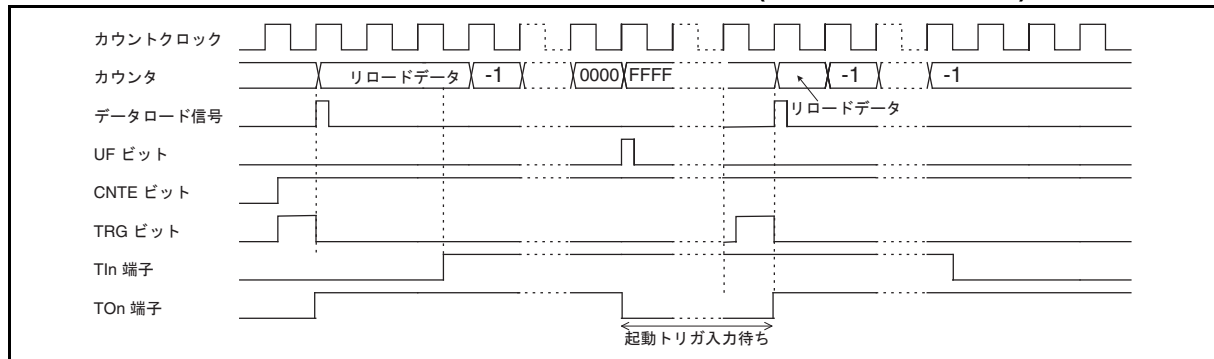 カウントクロック
カウンタ リロードデータ -1 0000 FFFF -1 -1
リロードデータ
データロード信号
UF ビット
CNTE ビット
TRG ビット
TIn 端子
TOn 端子
起動トリガ入力待ち